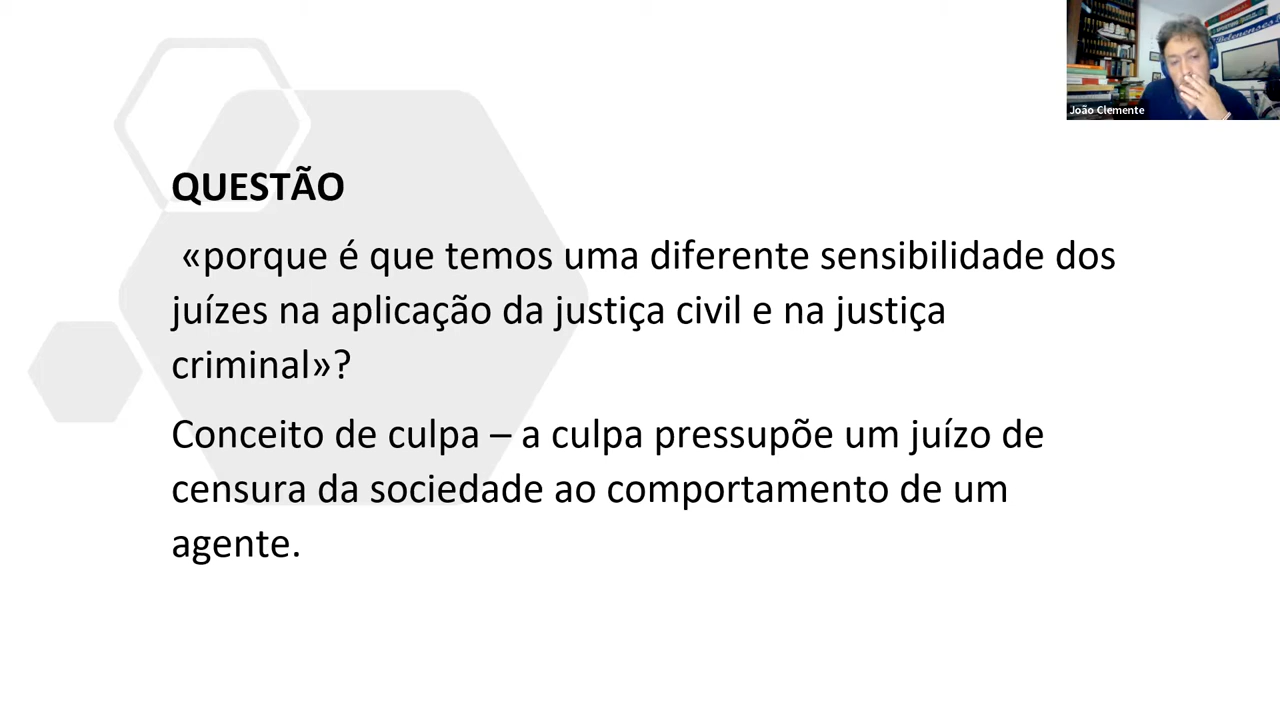 QUESTÃO
«porque é que temos uma diferente sensibilidade dos
juízes na aplicação da justiça civil e na justiça
criminal»?
Conceito de culpa – a culpa pressupõe um juízo de
censura da sociedade ao comportamento de um
agente.
João Clemente
Belenenses